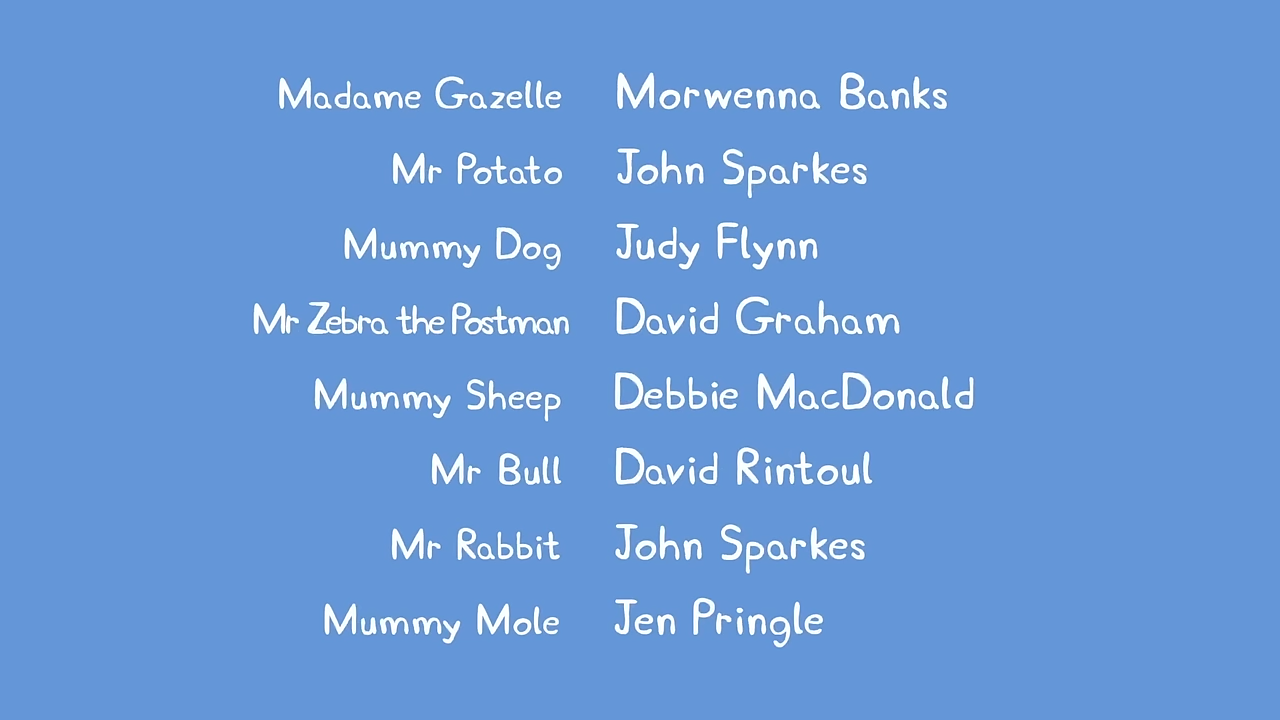 Madame Gazelle Morwenna Banks
Mr Potato John Sparkes
Mummy Dog Judy Flynn
Mr Zebra the Postman David Graham
Mummy Sheep Debbie MacDonald
Mr Bull David Rintoul
Mr Rabbit John Sparkes
Mummy Mole Jen Pringle